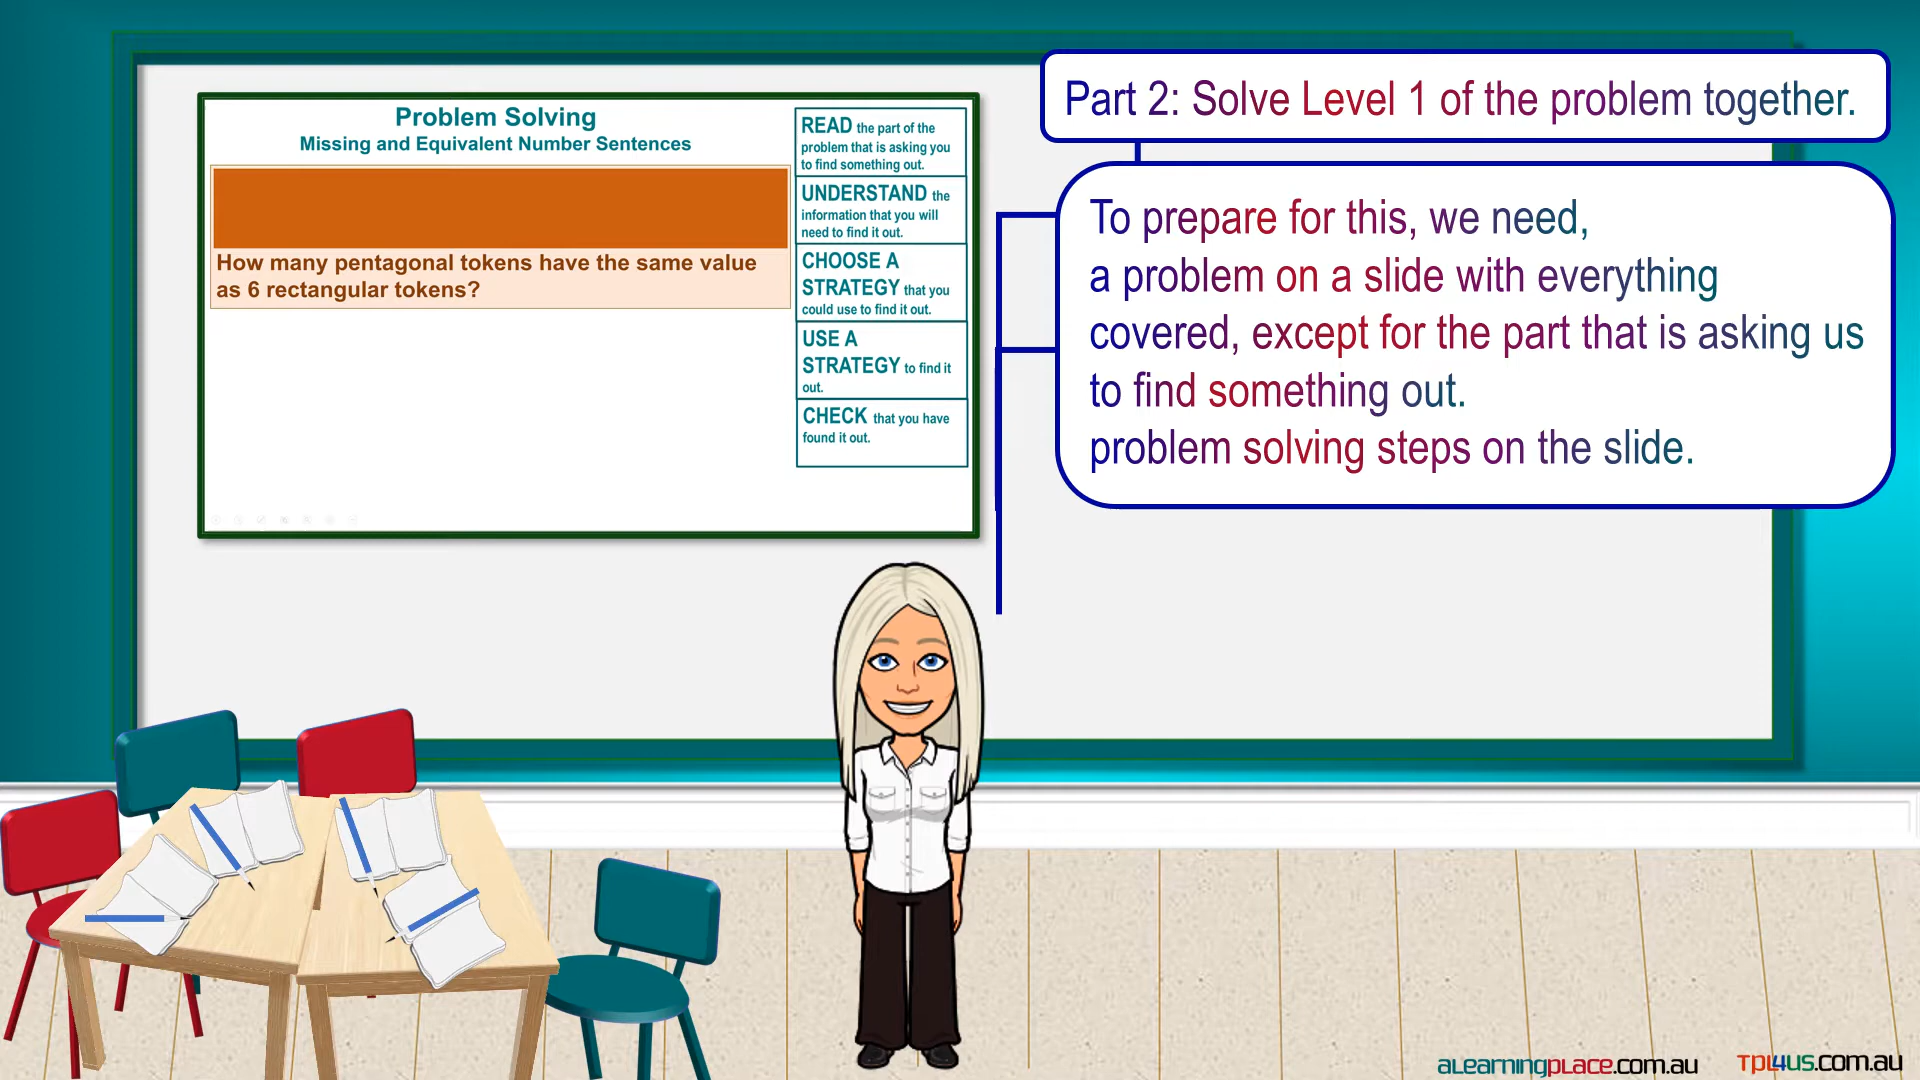 Problem Solving
Missing and Equivalent Number Sentences
How many pentagonal tokens have the same value
as 6 rectangular tokens?
READ the part of the
problem that is asking you
to find something out.
UNDERSTAND the
information that you will
need to find it out.
CHOOSE A
STRATEGY that you
could use to find it out.
USE A
STRATEGY to find it
out.
CHECK that you have
found it out.
Part 2: Solve Level 1 of the problem together.
To prepare for this, we need,
a problem on a slide with everything
covered, except for the part that is asking us
to find something out.
problem solving steps on the slide.
aLearningplace.com.au
TPL4US.com.au